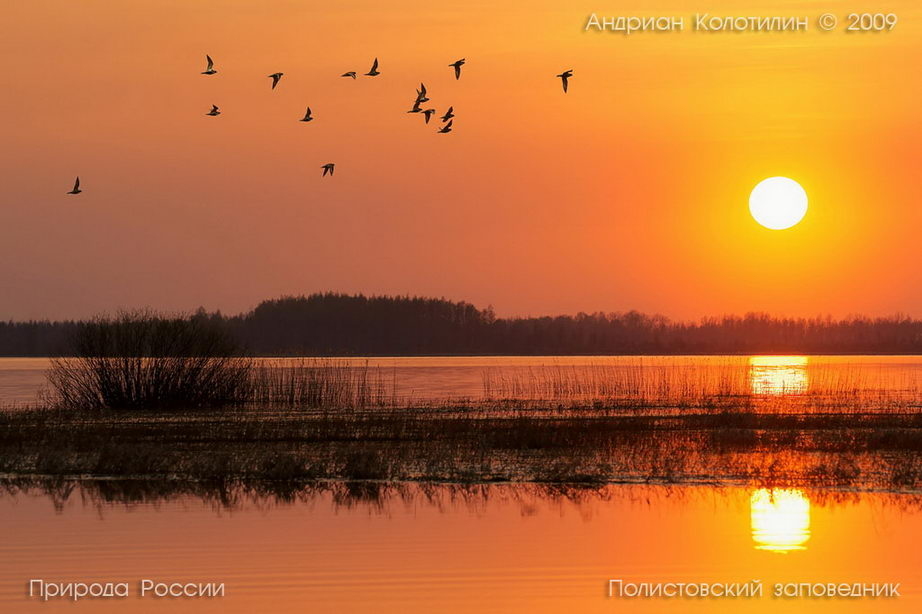 Андриан Колотилин © 2009
Природа России
Полистовский заповедник